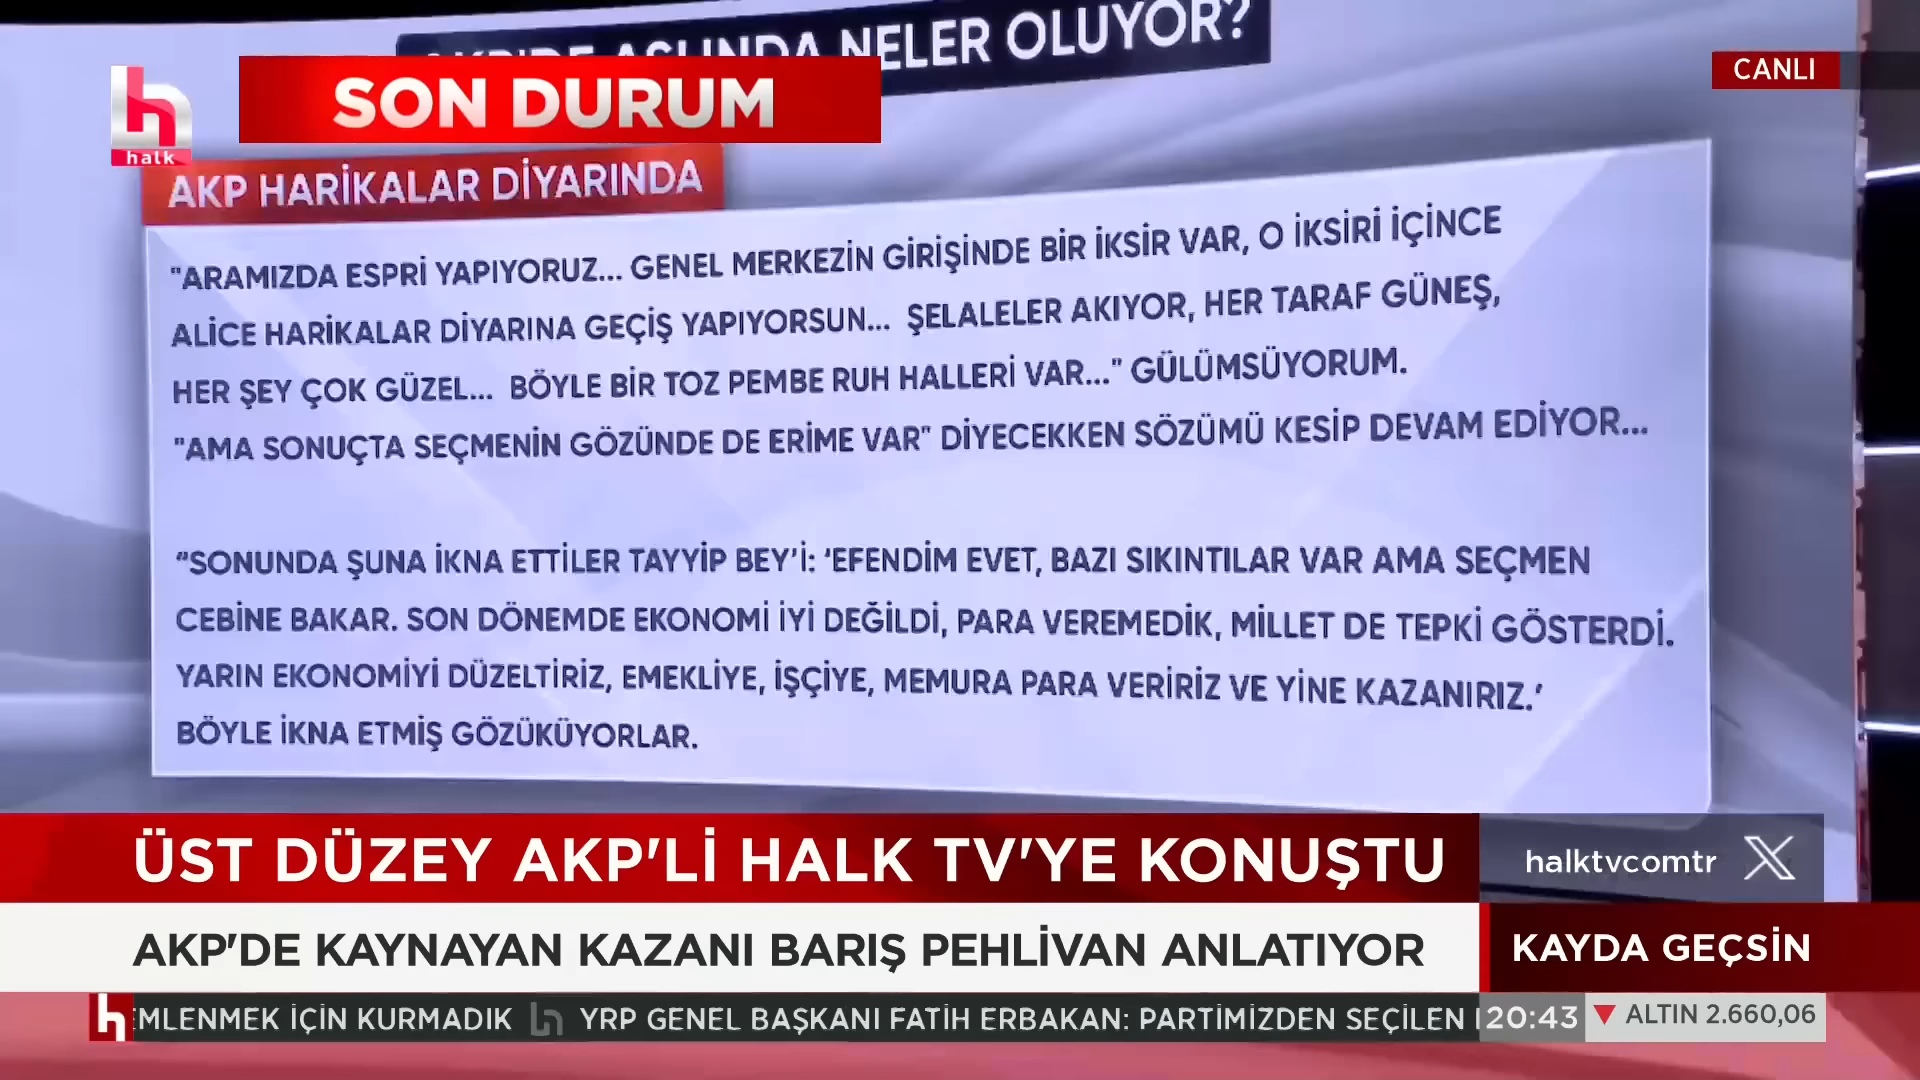 NELER OLUYOR?
SON DURUM
CANLI
halk
AKP HARİKALAR DİYARINDA
"ARAMIZDA ESPRİ YAPIYORUZ... GENEL MERKEZİN GİRİŞİNDE BİR İKSİR VAR, O İKSİRİ İÇİNCE
ALİCE HARİKALAR DİYARINA GEÇİŞ YAPIYORSUN... ŞELALELER AKIYOR, HER TARAF GÜNEŞ,
HER ŞEY ÇOK GÜZEL... BÖYLE BİR TOZ PEMBE RUH HALLERİ VAR..." GÜLÜMSÜYORUM.
"AMA SONUÇTA SEÇMENİN GÖZÜNDE DE ERİME VAR" DİYECEKKEN SÖZÜMÜ KESİP DEVAM EDİYOR...
"SONUNDA ŞUNA İKNA ETTİLER TAYYİP BEY'İ: 'EFENDİM EVET, BAZI SIKINTILAR VAR AMA SEÇMEN
CEBİNE BAKAR. SON DÖNEMDE EKONOMİ İYİ DEĞİLDİ, PARA VEREMEDİK, MİLLET DE TEPKİ GÖSTERDİ.
YARIN EKONOMİYİ DÜZELTİRİZ, EMEKLİYE, İŞÇİYE, MEMURA PARA VERİRİZ VE YİNE KAZANIRIZ.'
BÖYLE İKNA ETMİŞ GÖZÜKÜYORLAR.
ÜST DÜZEY AKP'Lİ HALK TV'YE KONUŞTU
halktvcomtr X
AKP'DE KAYNAYAN KAZANI BARIŞ PEHLİVAN ANLATIYOR
KAYDA GEÇSİN
EMLENMEK İÇİN KURMADIK h YRP GENEL BAŞKANI FATİH ERBAKAN: PARTİMİZDEN SEÇİLEN
20:43
ALTIN 2.660,06